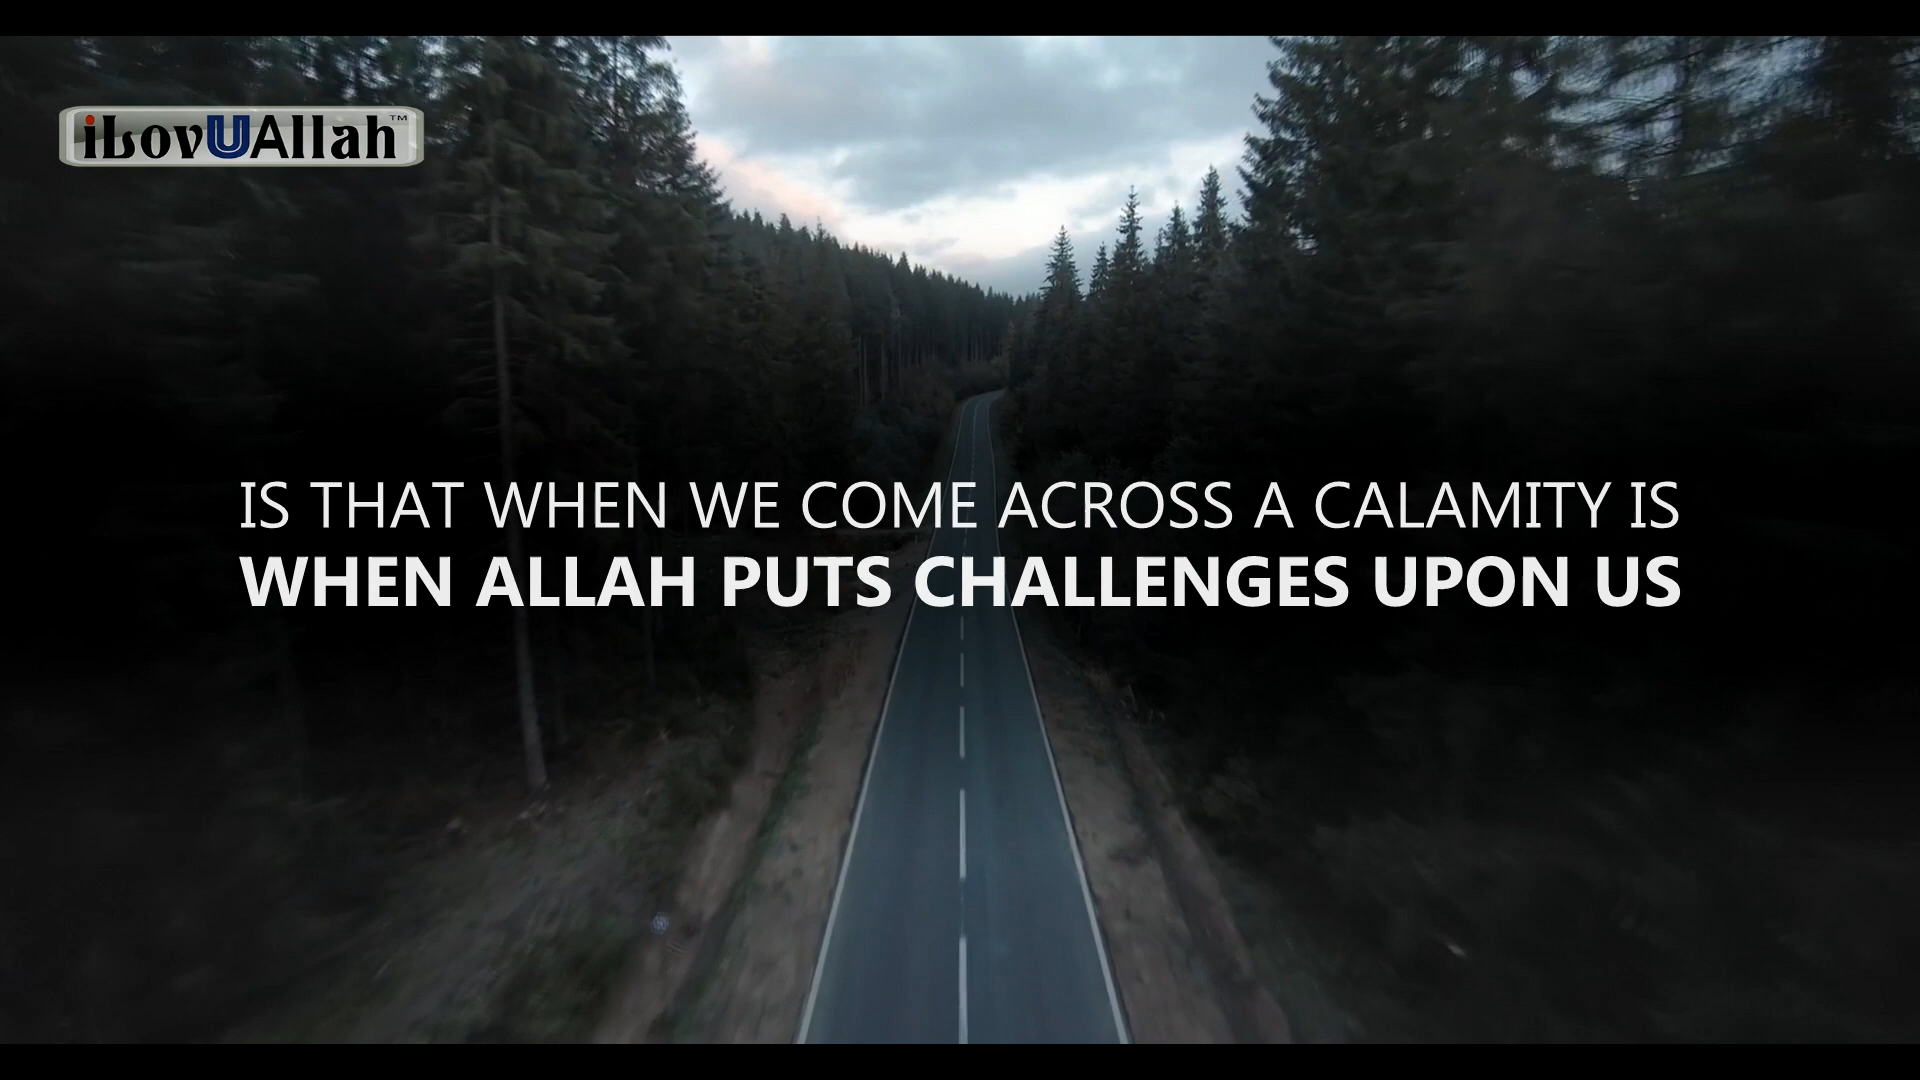 iLovUAllah™
IS THAT WHEN WE COME ACROSS A CALAMITY IS
WHEN ALLAH PUTS CHALLENGES UPON US